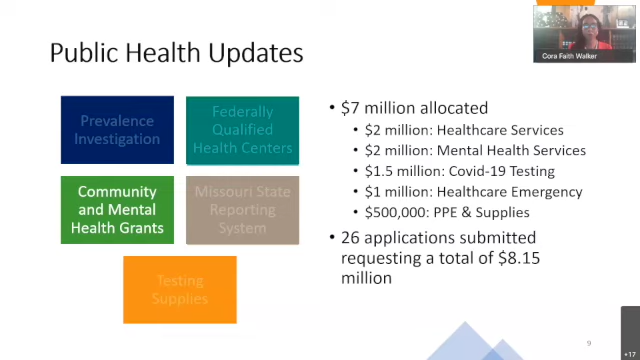 Public Health Updates
Cora Faith Walker
Prevalence
Investigation
Federally
Qualified
Health Centers
Community
and Mental
Health Grants
Missouri State
Reporting
System
Testing
Supplies
• $7 million allocated
• $2 million: Healthcare Services
• $2 million: Mental Health Services
• $1.5 million: Covid-19 Testing
• $1 million: Healthcare Emergency
• $500,000: PPE & Supplies
• 26 applications submitted
requesting a total of $8.15
million
9
+17